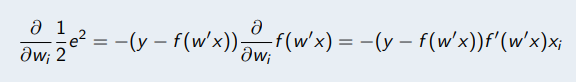 ∂/∂wᵢ 1/2 e² = −(y − f(w′x)) ∂/∂wᵢ f(w′x) = −(y − f(w′x))f′(w′x)xᵢ